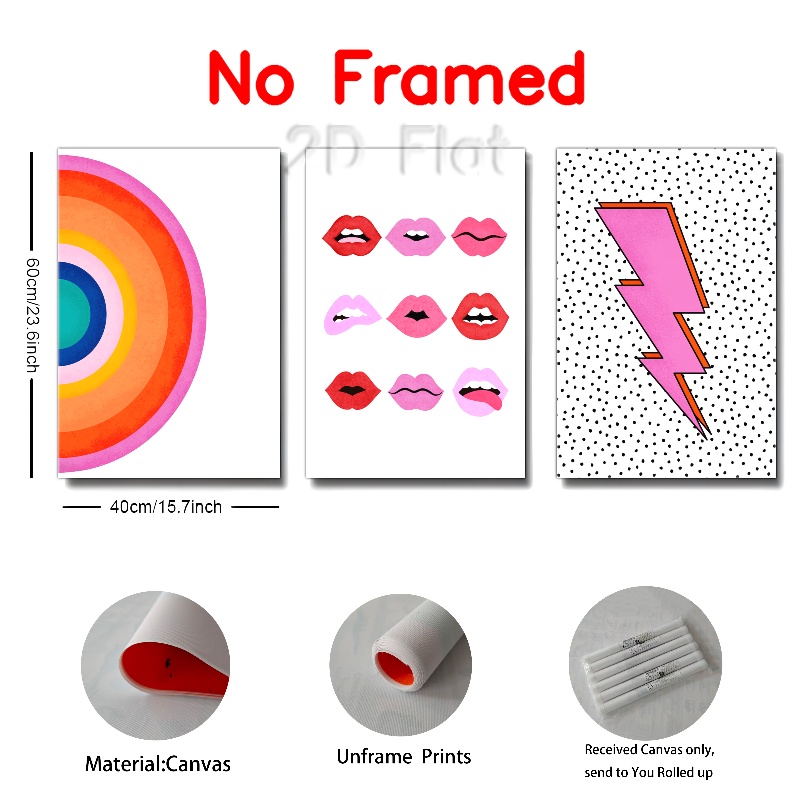 No Framed
2D Flat
60cm/23.6inch
40cm/15.7inch
Material:Canvas
Unframe Prints
Received Canvas only,
send to You Rolled up